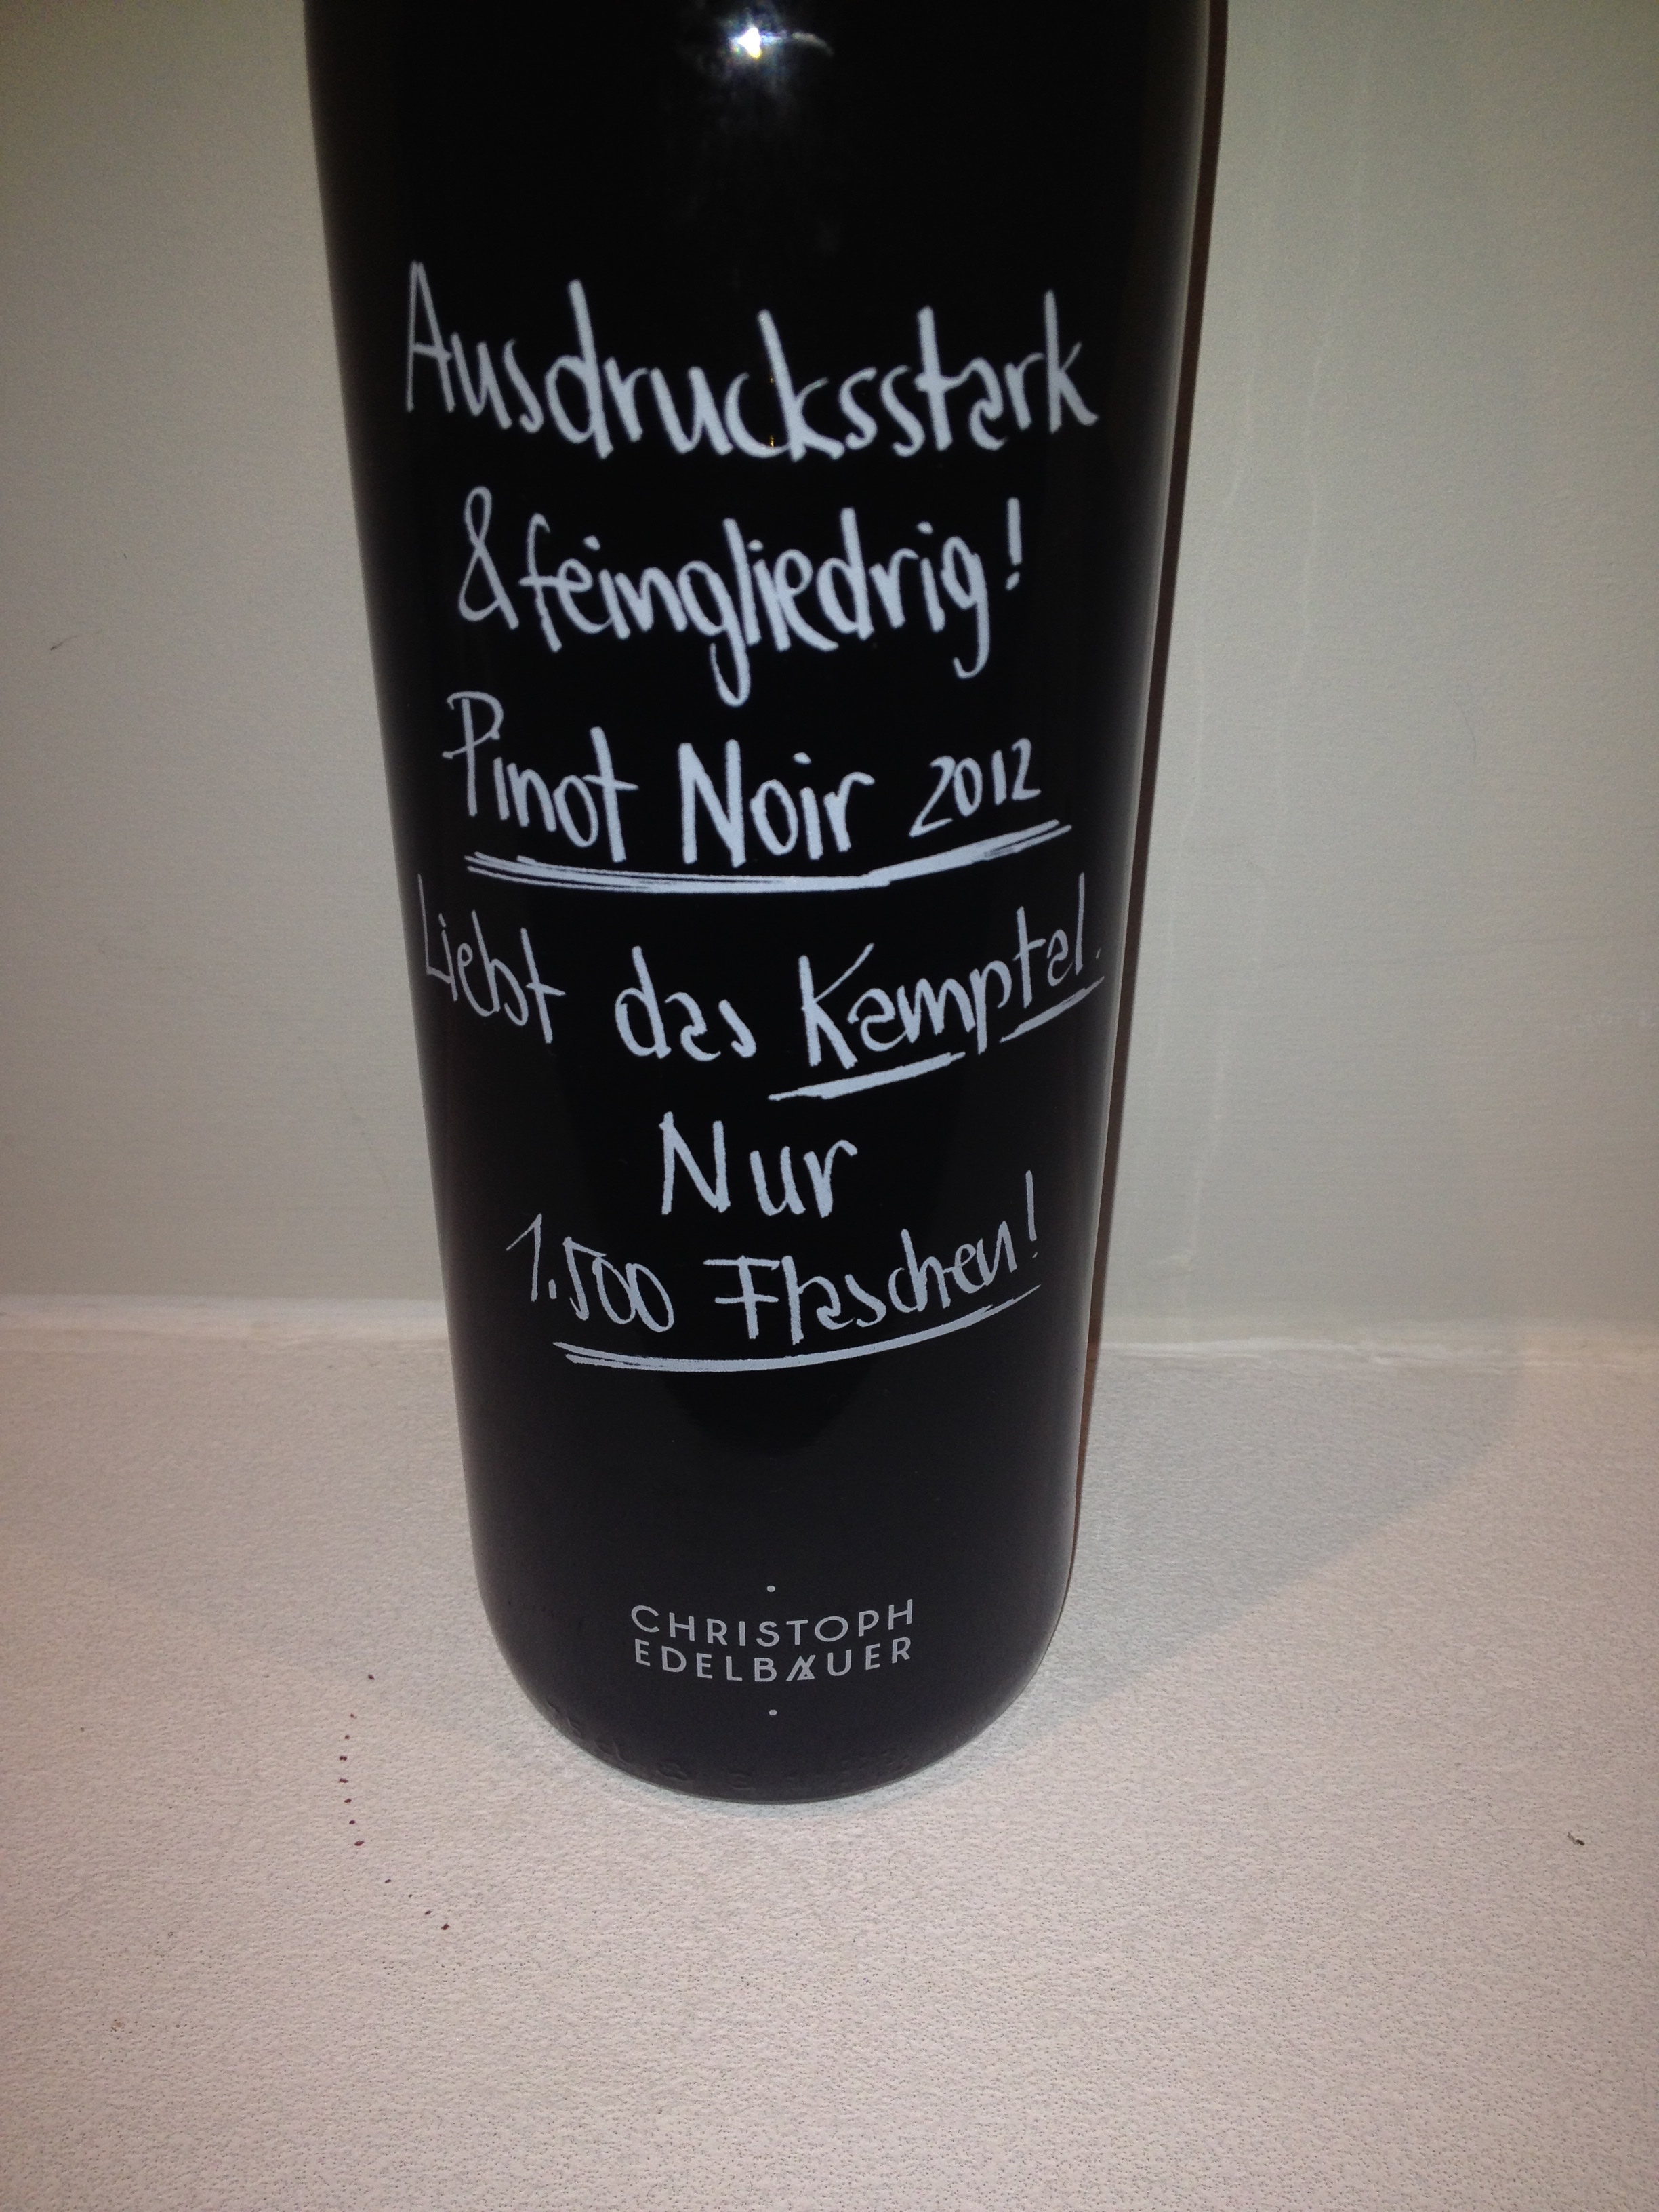 Ausdrucksstark
& feingliedrig!
Pinot Noir 2012
Liebt das Kamptal.
Nur
1.500 Flaschen!
CHRISTOPH
EDELBAUER